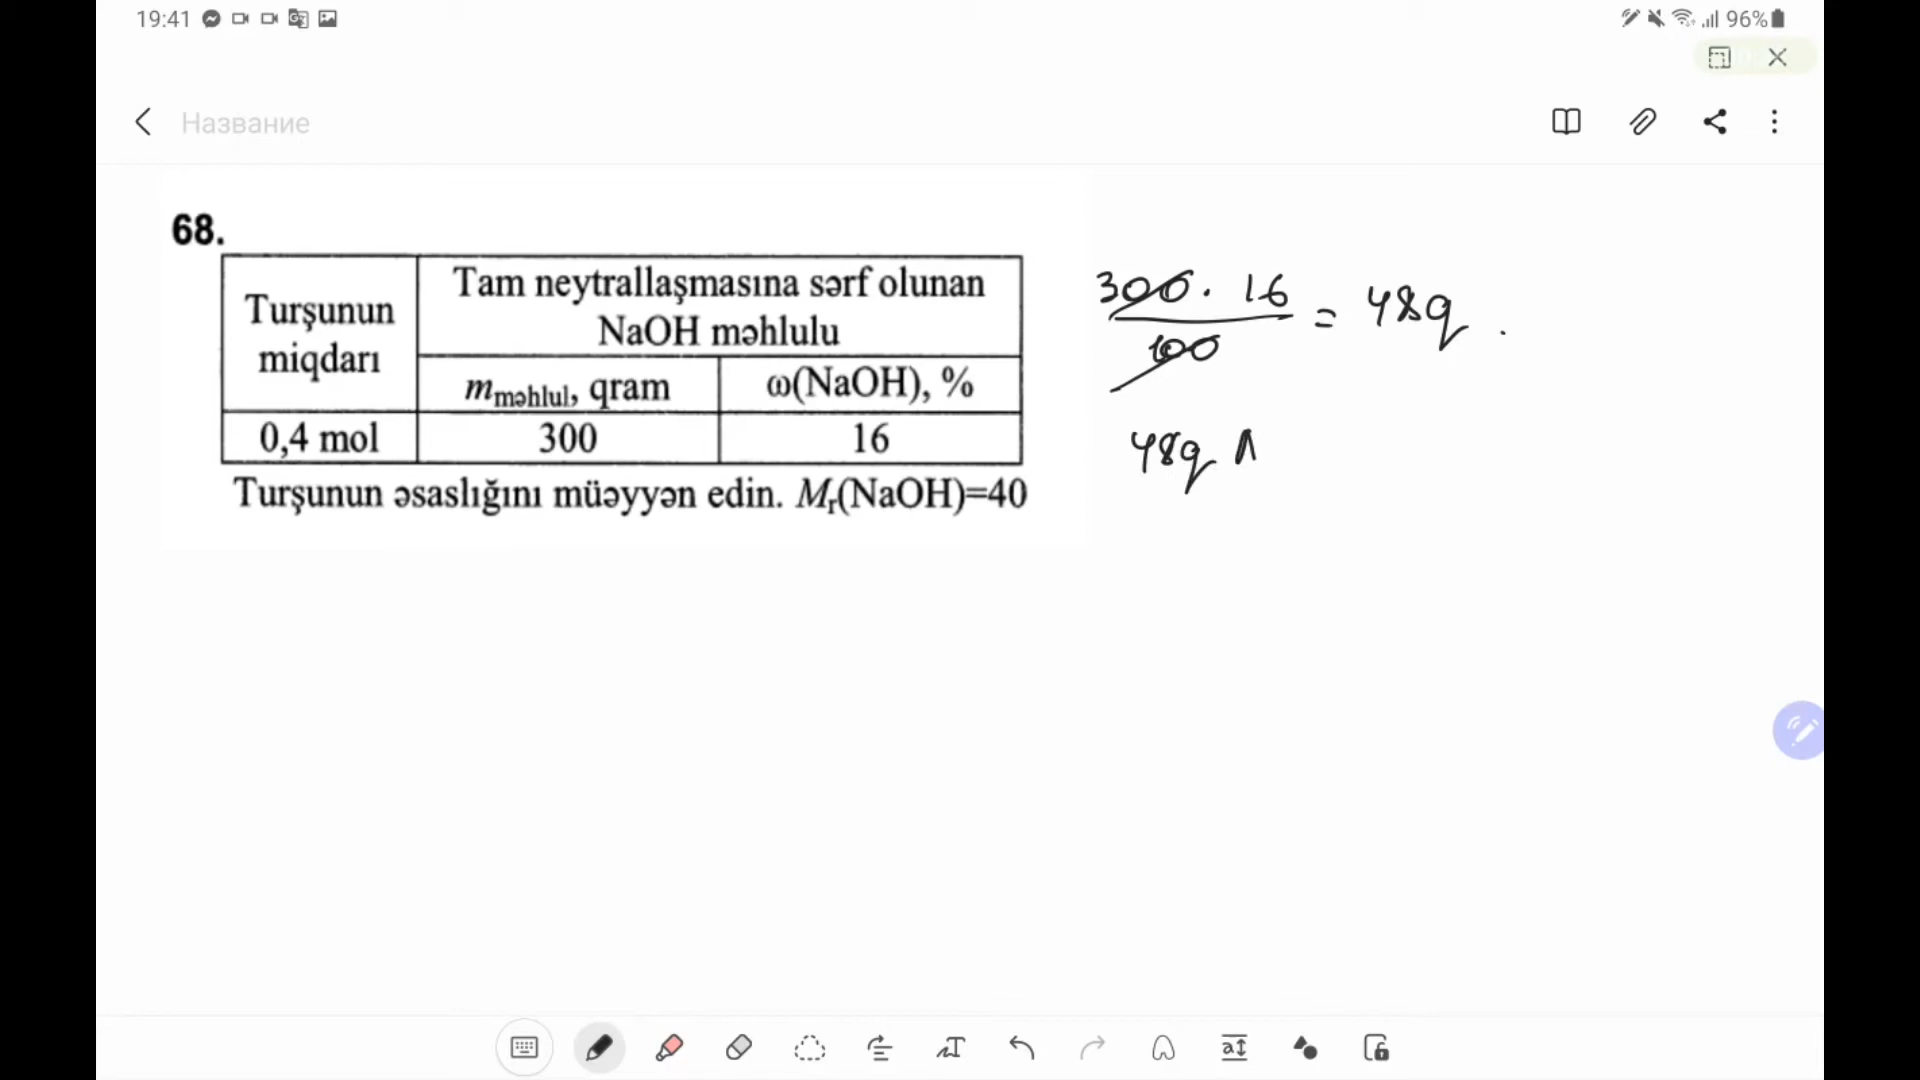 19:41
96%
Название
68.
Turşunun miqdarı
Tam neytrallaşmasına sərf olunan NaOH məhlulu
m məhlul, qram
ω(NaOH), %
0,4 mol
300
16
Turşunun əsaslığını müəyyən edin. Mr(NaOH)=40
300 · 16
100
= 48q .
48q